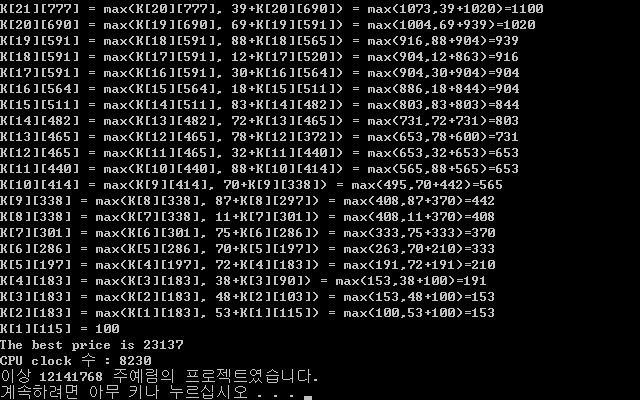 K[21][777] = max(K[20][777], 39+K[20][690]) = max(1073,39+1020)=1100
K[20][690] = max(K[19][690], 69+K[19][591]) = max(1004,69+939)=1020
K[19][591] = max(K[18][591], 88+K[18][565]) = max(916,88+904)=939
K[18][591] = max(K[17][591], 12+K[17][520]) = max(904,12+863)=916
K[17][591] = max(K[16][591], 30+K[16][564]) = max(904,30+904)=904
K[16][564] = max(K[15][564], 18+K[15][511]) = max(886,18+844)=904
K[15][511] = max(K[14][511], 83+K[14][482]) = max(803,83+803)=844
K[14][482] = max(K[13][482], 72+K[13][465]) = max(731,72+731)=803
K[13][465] = max(K[12][465], 78+K[12][372]) = max(653,78+600)=731
K[12][465] = max(K[11][465], 32+K[11][440]) = max(653,32+653)=653
K[11][440] = max(K[10][440], 88+K[10][414]) = max(565,88+565)=653
K[10][414] = max(K[9][414], 70+K[9][338]) = max(495,70+442)=565
K[9][338] = max(K[8][338], 87+K[8][297]) = max(408,87+370)=442
K[8][338] = max(K[7][338], 11+K[7][301]) = max(408,11+370)=408
K[7][301] = max(K[6][301], 75+K[6][286]) = max(333,75+333)=370
K[6][286] = max(K[5][286], 70+K[5][197]) = max(263,70+210)=333
K[5][197] = max(K[4][197], 72+K[4][183]) = max(191,72+191)=210
K[4][183] = max(K[3][183], 38+K[3][90]) = max(153,38+100)=191
K[3][183] = max(K[2][183], 48+K[2][103]) = max(153,48+100)=153
K[2][183] = max(K[1][183], 53+K[1][115]) = max(100,53+100)=153
K[1][115] = 100
The best price is 23137
CPU clock 수 : 8230
이상 12141768 주예림의 프로젝트였습니다.
계속하려면 아무 키나 누르십시오 . . .